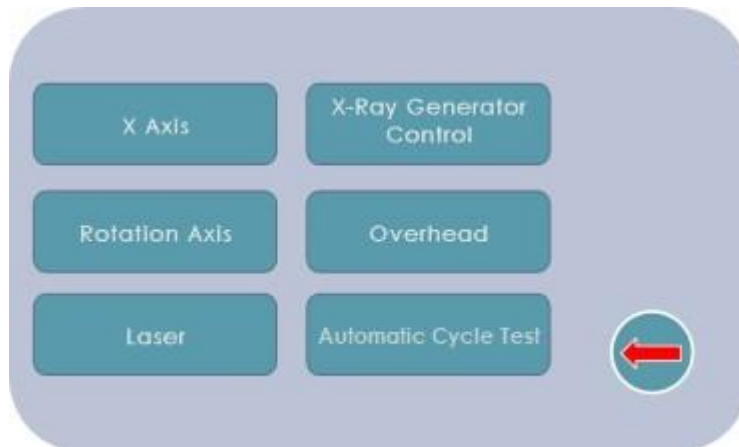 X Axis
X-Ray Generator
Control
Rotation Axis
Overhead
Laser
Automatic Cycle Test